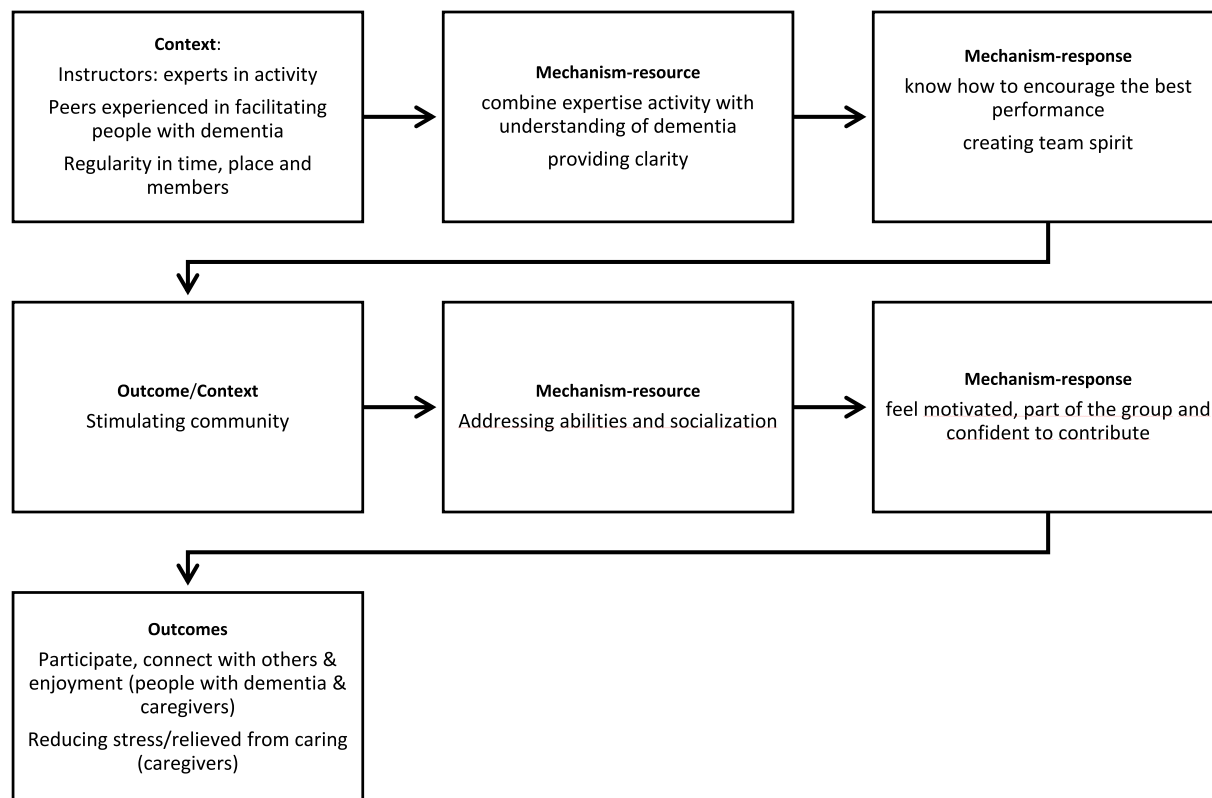 Context:
Instructors: experts in activity
Peers experienced in facilitating
people with dementia
Regularity in time, place and
members
Mechanism-resource
combine expertise activity with
understanding of dementia
providing clarity
Mechanism-response
know how to encourage the best
performance
creating team spirit
Outcome/Context
Stimulating community
Mechanism-resource
Addressing abilities and socialization
Mechanism-response
feel motivated, part of the group and
confident to contribute
Outcomes
Participate, connect with others &
enjoyment (people with dementia &
caregivers)
Reducing stress/relieved from caring
(caregivers)